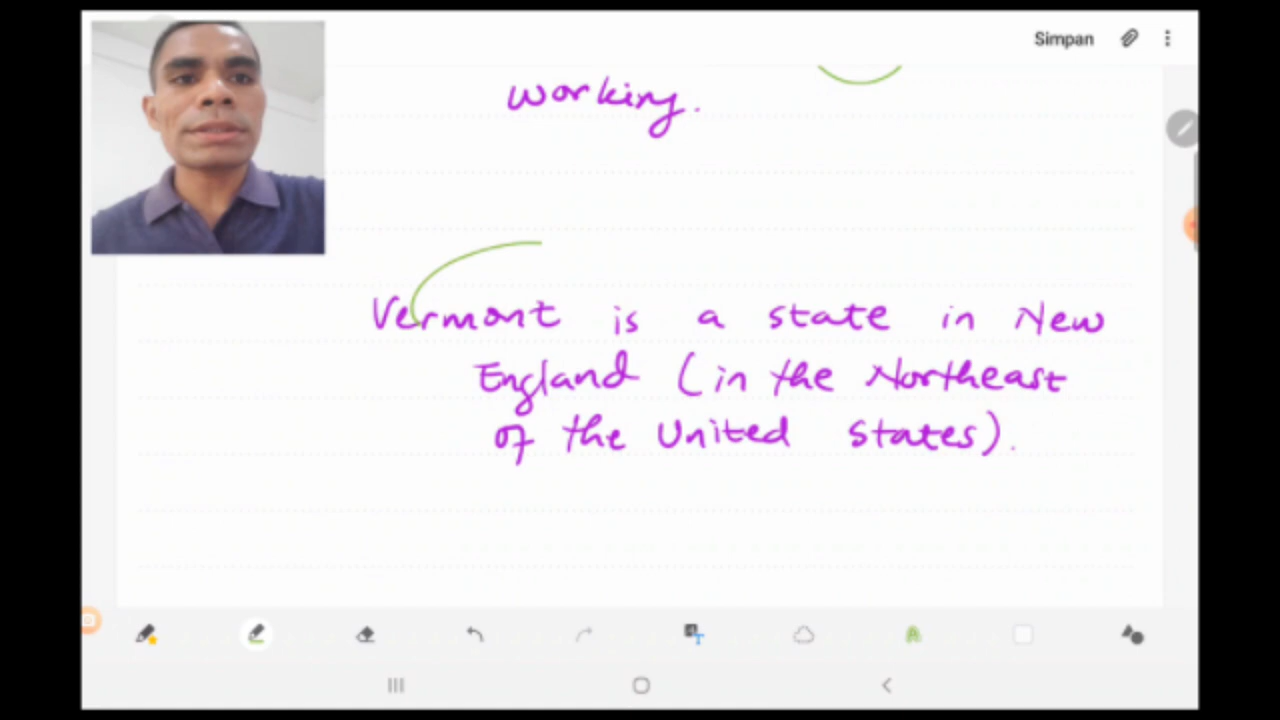 Simpan
working.
Vermont is a state in New
England (in the Northeast
of the United States).